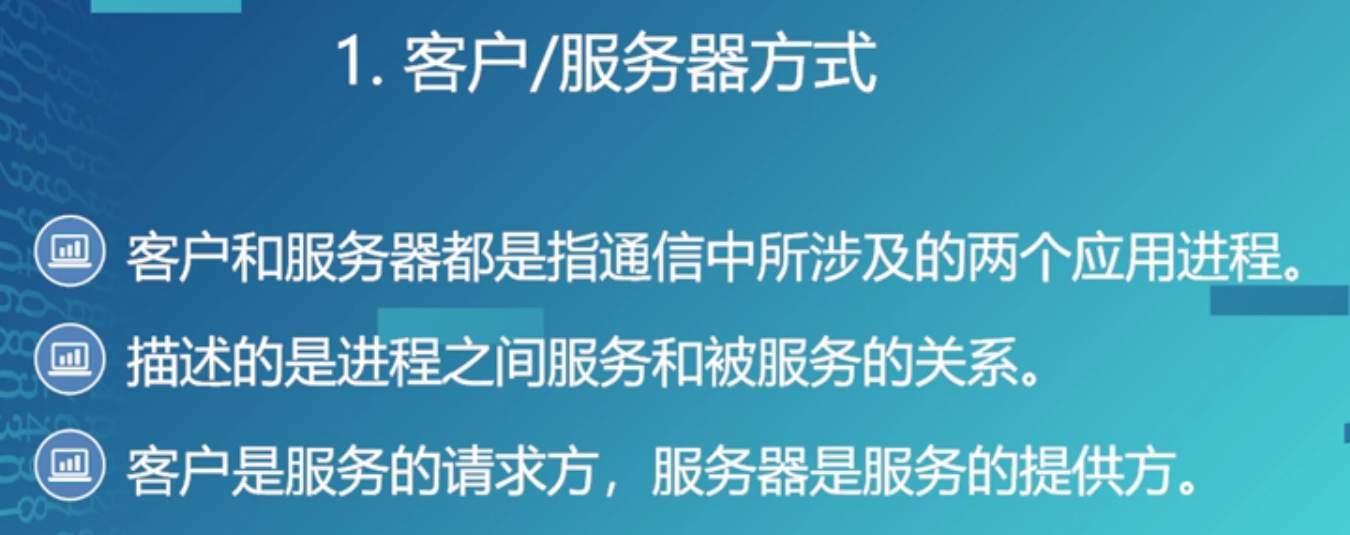 1. 客户/服务器方式
客户和服务器都是指通信中所涉及的两个应用进程。
描述的是进程之间服务和被服务的关系。
客户是服务的请求方，服务器是服务的提供方。